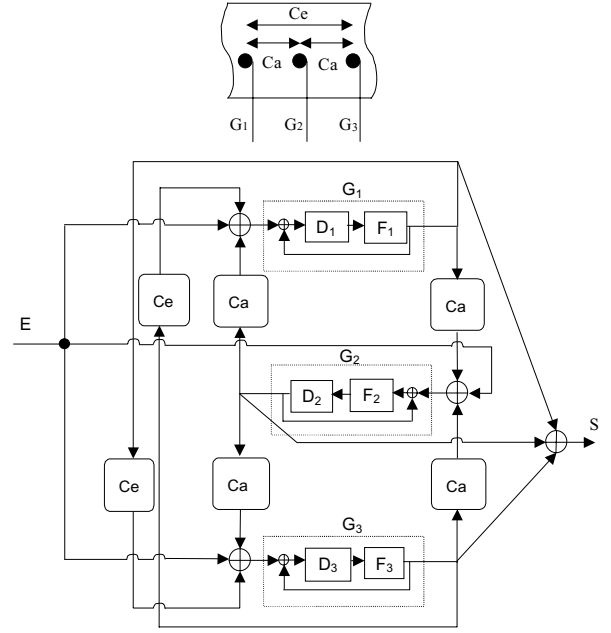 Ce
Ca Ca
G1 G2 G3
G1
D1 F1
Ce Ca Ca
E
G2
D2 F2
S
Ce Ca Ca
G3
D3 F3